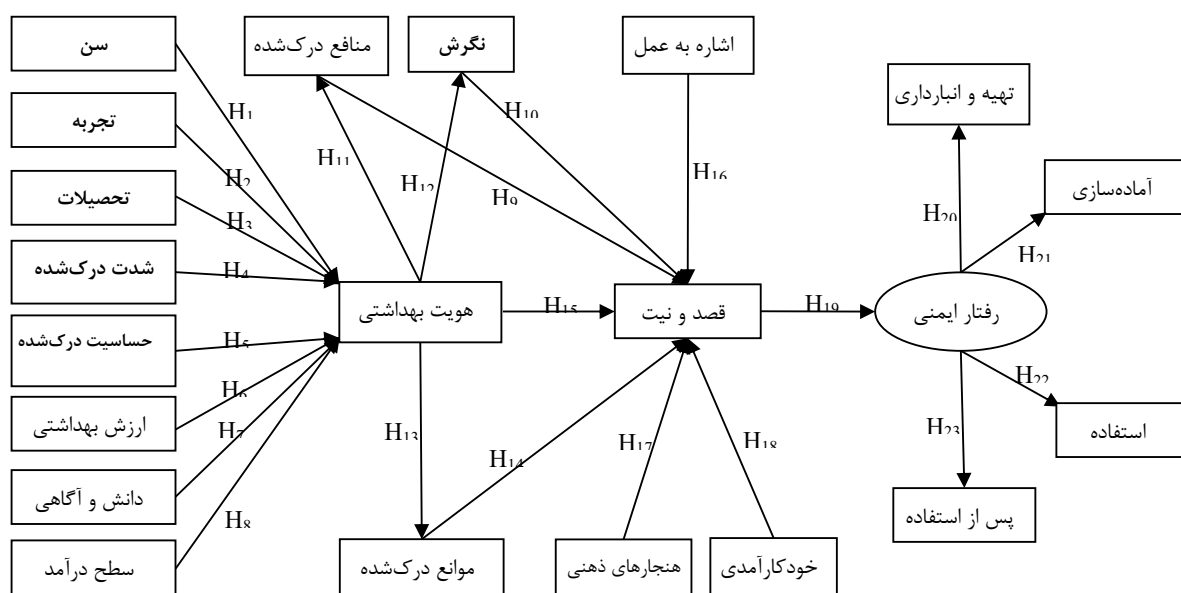 سن
منافع درک‌شده
نگرش
اشاره به عمل
تهیه و انبارداری
تجربه
آماده‌سازی
تحصیلات
شدت درک‌شده
حساسیت درک‌شده
هویت بهداشتی
قصد و نیت
رفتار ایمنی
ارزش بهداشتی
استفاده
دانش و آگاهی
پس از استفاده
سطح درآمد
موانع درک‌شده
هنجارهای ذهنی
خودکارآمدی
H1
H2
H3
H4
H5
H6
H7
H8
H9
H10
H11
H12
H13
H14
H15
H16
H17
H18
H19
H20
H21
H22
H23